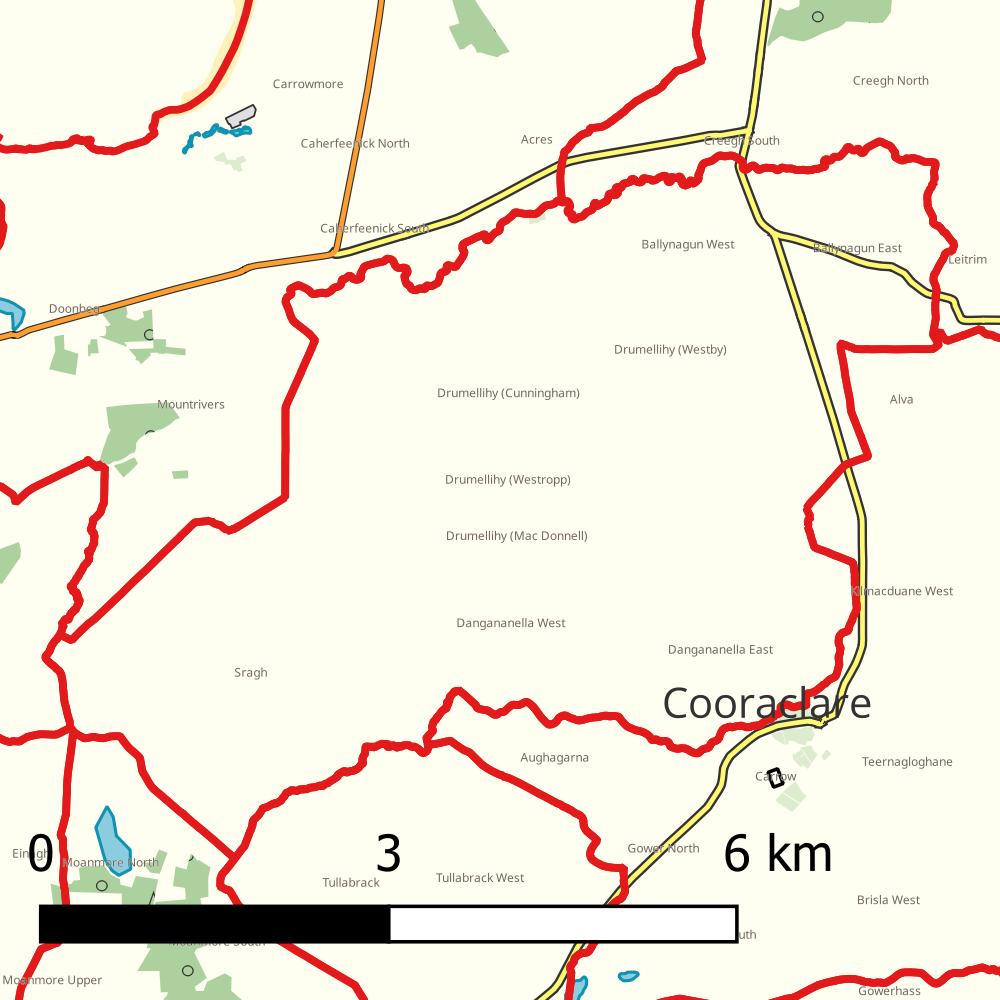 Carrowmore
Creegh North
Acres
Creegh South
Caherfeenick North
Caherfeenick South
Ballynagun West
Ballynagun East
Leitrim
Doonbeg
Drumellihy (Westby)
Drumellihy (Cunningham)
Alva
Mountrivers
Drumellihy (Westropp)
Drumellihy (Mac Donnell)
Kilmacduane West
Dangananella West
Dangananella East
Sragh
Cooraclare
Aughagarna
Teernagloghane
Carrow
0
3
6 km
Gower North
Moanmore North
Tullabrack
Tullabrack West
Brisla West
Moanmore South
Moanmore Upper
Gowerhass